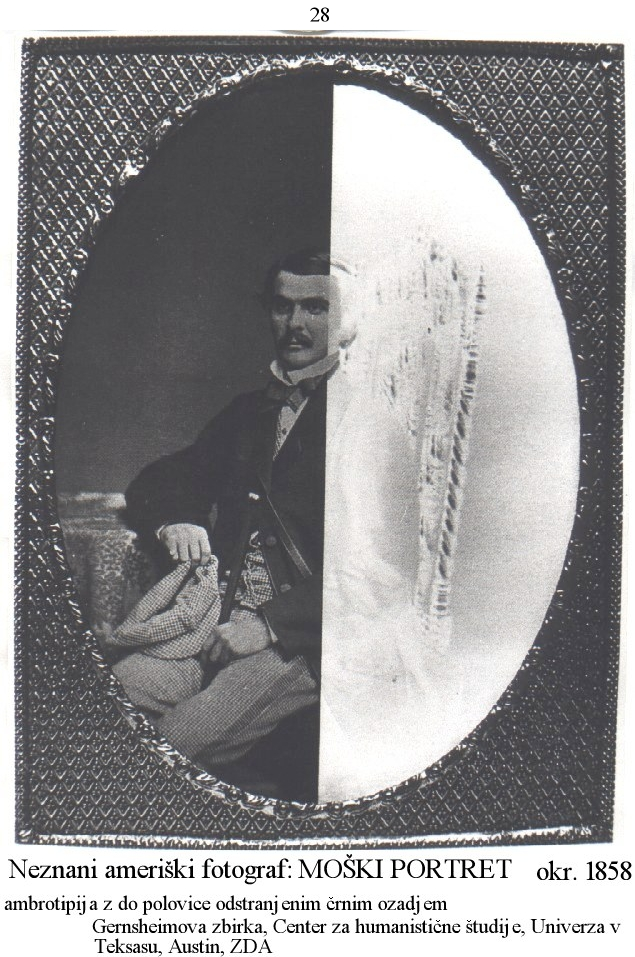 28
Neznani ameriški fotograf: MOŠKI PORTRET okr. 1858
ambrotipija z do polovice odstranjenim črnim ozadjem
Gernsheimova zbirka, Center za humanistične študije, Univerza v
Teksasu, Austin, ZDA